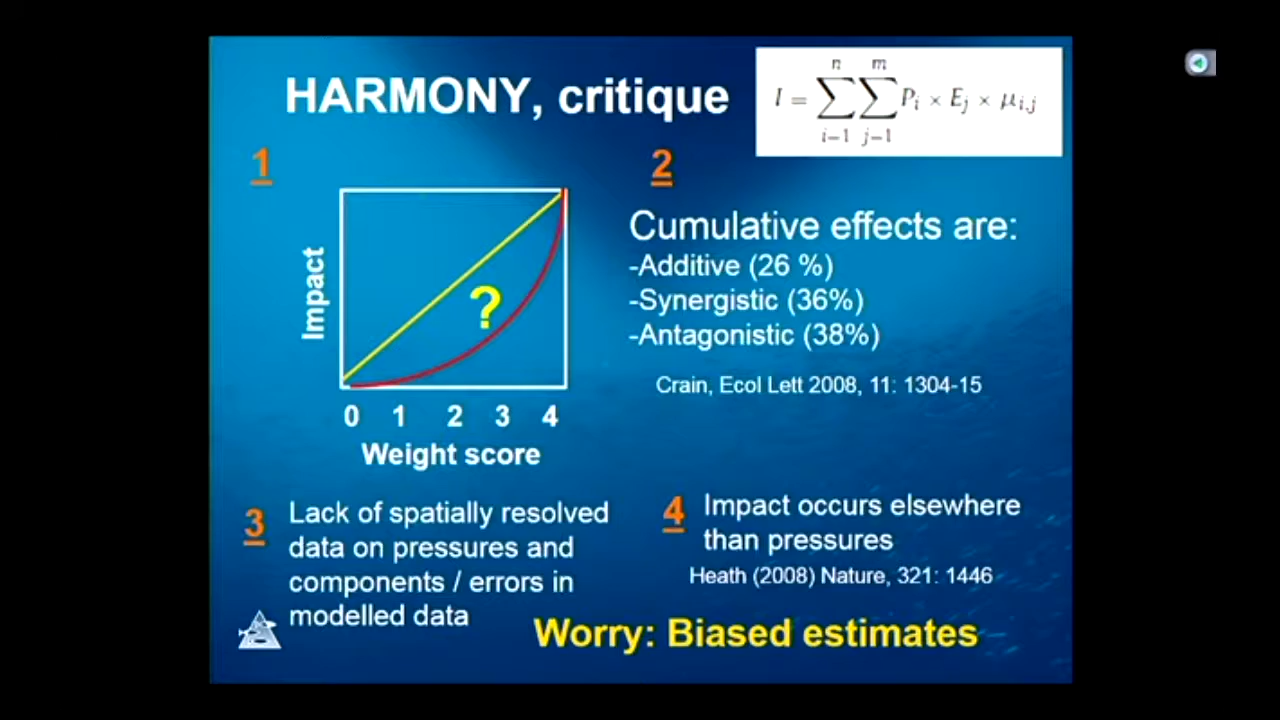 HARMONY, critique
n m
I = ∑∑ Pi × Ej × μi,j
i–1 j–1
1
Impact
?
0 1 2 3 4
Weight score
2
Cumulative effects are:
-Additive (26 %)
-Synergistic (36%)
-Antagonistic (38%)
Crain, Ecol Lett 2008, 11: 1304-15
3
Lack of spatially resolved
data on pressures and
components / errors in
modelled data
4
Impact occurs elsewhere
than pressures
Heath (2008) Nature, 321: 1446
Worry: Biased estimates